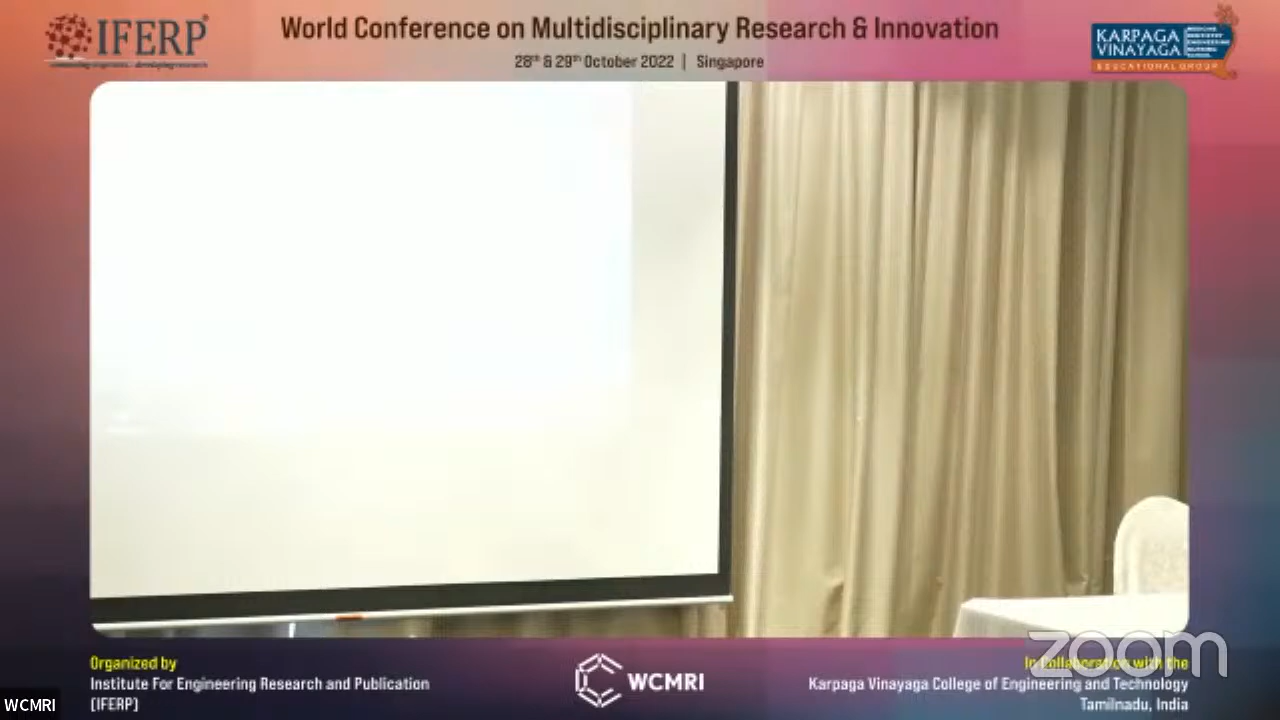 IFERP®
World Conference on Multidisciplinary Research & Innovation
28th & 29th October 2022 | Singapore
KARPAGA
VINAYAGA
EDUCATIONAL GROUP
Organized by
Institute For Engineering Research and Publication
(IFERP)
WCMRI
In Collaboration with the
Karpaga Vinayaga College of Engineering and Technology
Tamilnadu, India
zoom
WCMRI